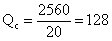 Q_c = 2560/20 = 128